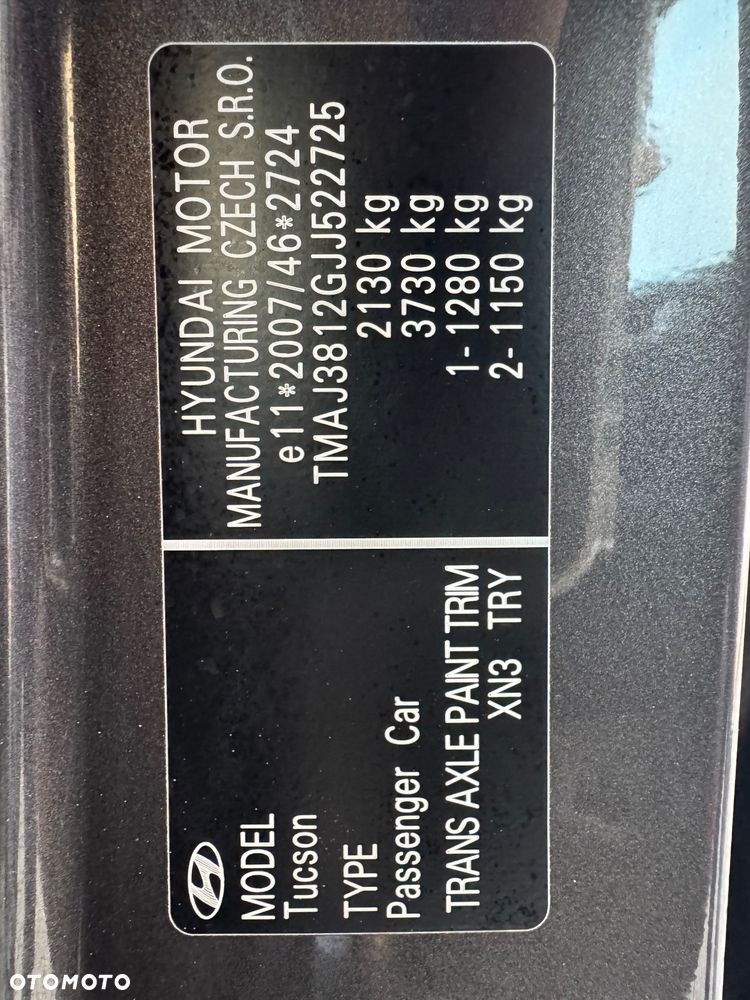 HYUNDAI MOTOR
MANUFACTURING CZECH S.R.O.
e11*2007/46*2724
TMAJ3812GJJ522725
2130 kg
3730 kg
1- 1280 kg
2- 1150 kg
MODEL
Tucson
TYPE
Passenger Car
TRANS AXLE PAINT TRIM
XN3 TRY
OTOMOTO